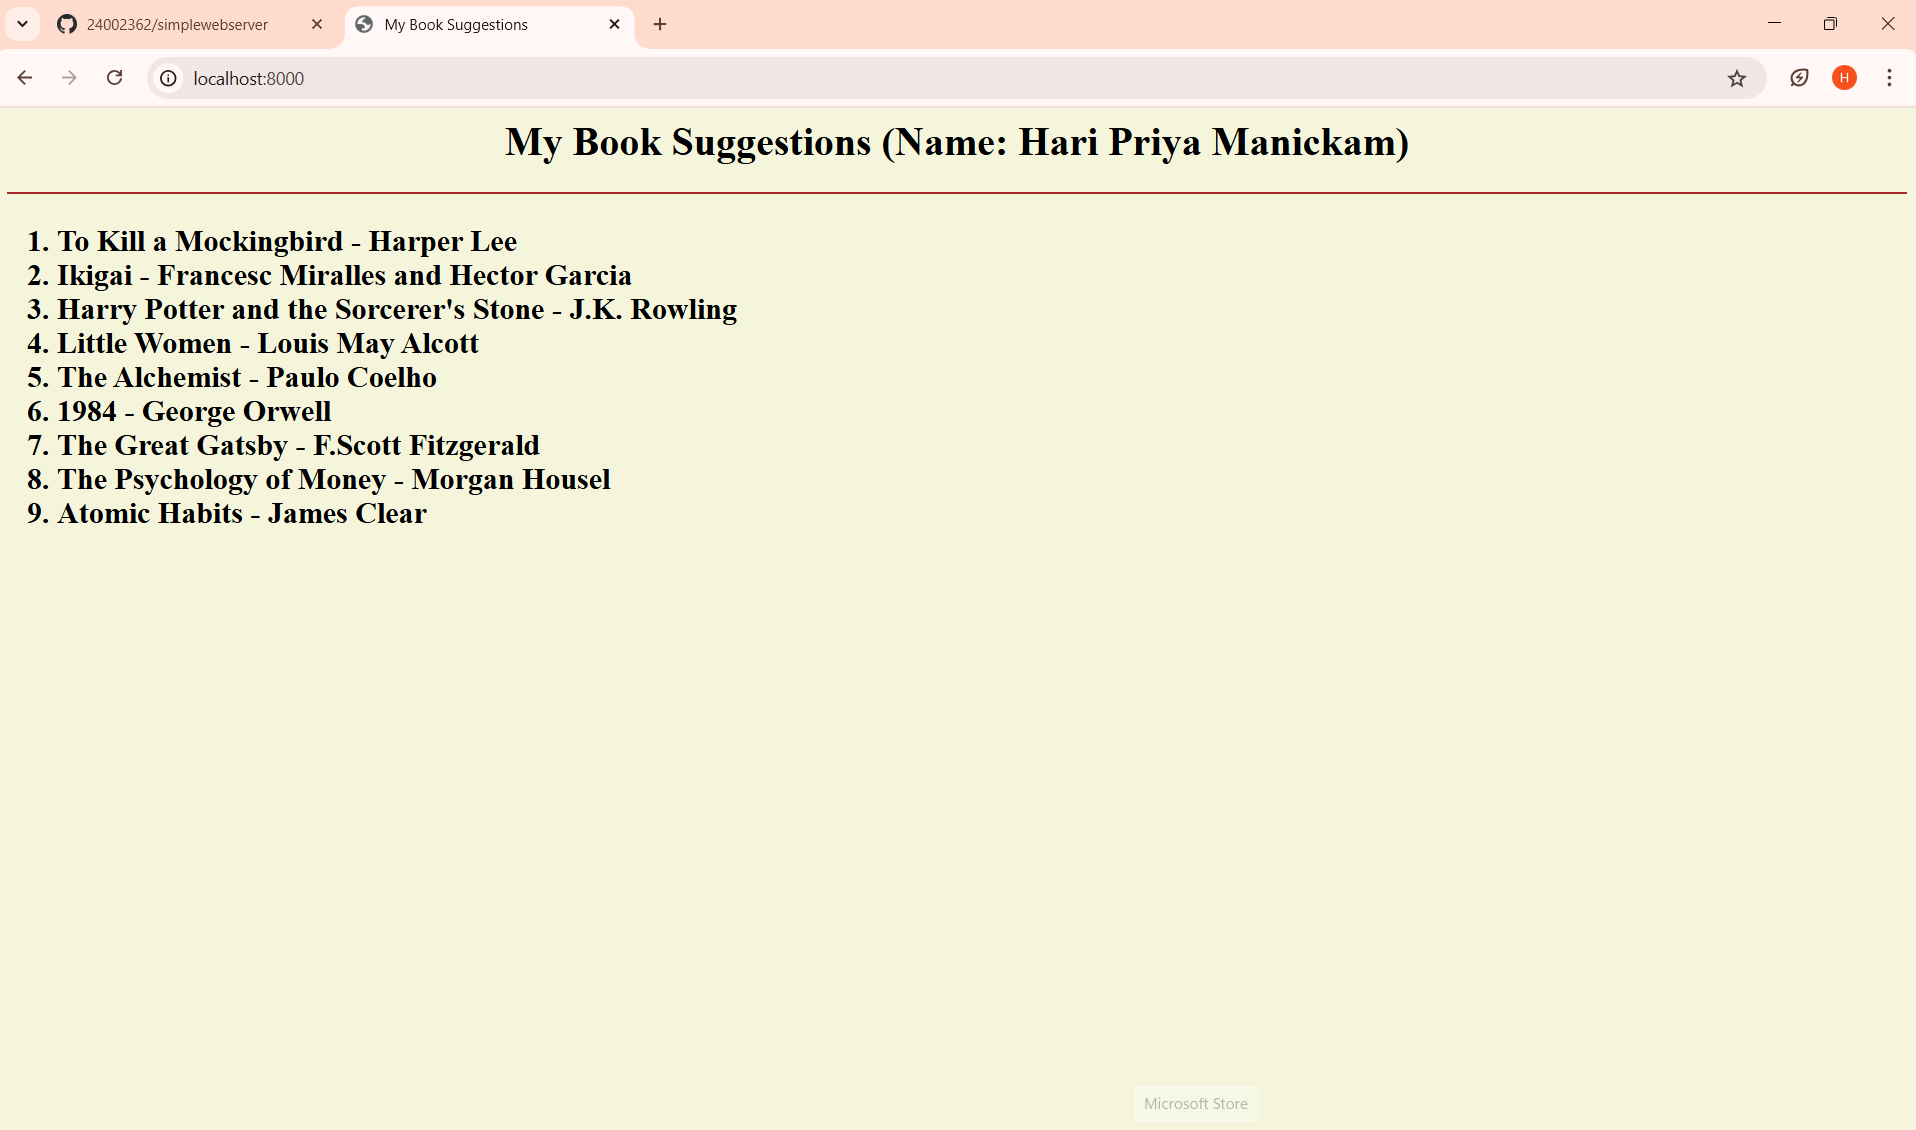 24002362/simplewebserver
My Book Suggestions
localhost:8000
H
My Book Suggestions (Name: Hari Priya Manickam)
1. To Kill a Mockingbird - Harper Lee
2. Ikigai - Francesc Miralles and Hector Garcia
3. Harry Potter and the Sorcerer's Stone - J.K. Rowling
4. Little Women - Louis May Alcott
5. The Alchemist - Paulo Coelho
6. 1984 - George Orwell
7. The Great Gatsby - F.Scott Fitzgerald
8. The Psychology of Money - Morgan Housel
9. Atomic Habits - James Clear
Microsoft Store